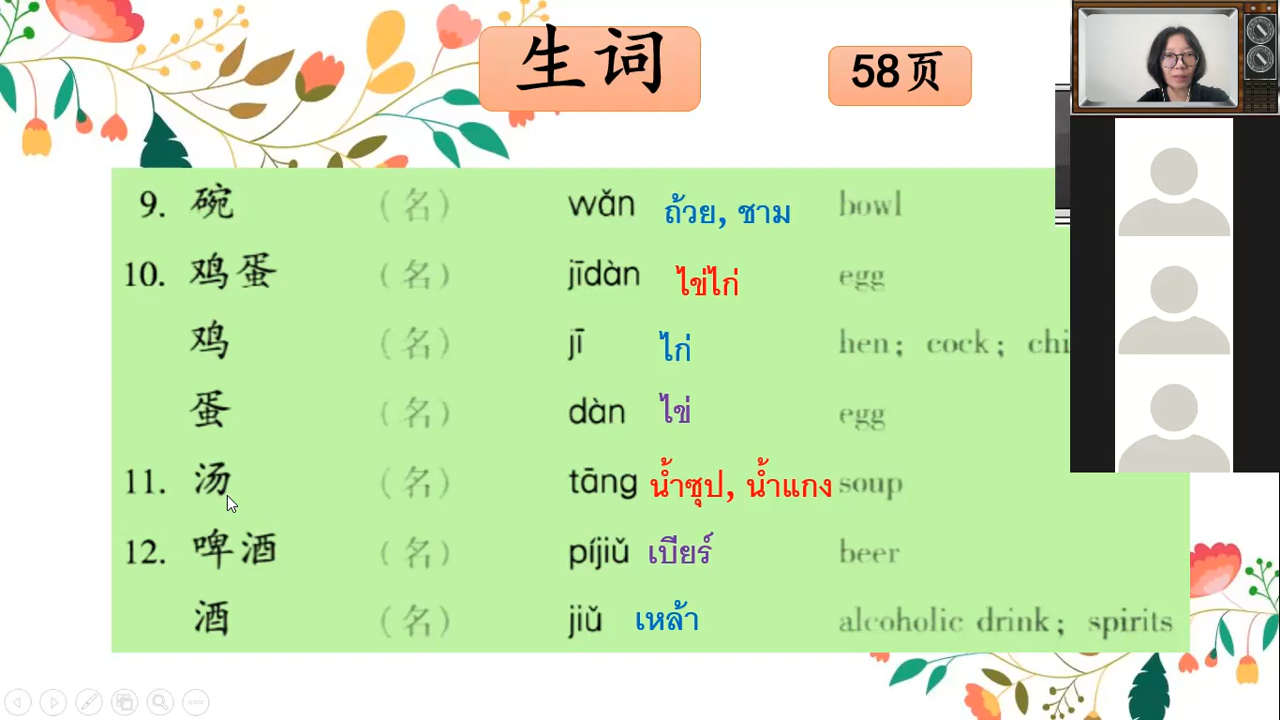 生词
58页
9. 碗 （名） wǎn ถ้วย, ชาม bowl
10. 鸡蛋 （名） jīdàn ไข่ไก่ egg
鸡 （名） jī ไก่ hen; cock; chi
蛋 （名） dàn ไข่ egg
11. 汤 （名） tāng น้ำซุป, น้ำแกง soup
12. 啤酒 （名） píjiǔ เบียร์ beer
酒 （名） jiǔ เหล้า alcoholic drink; spirits